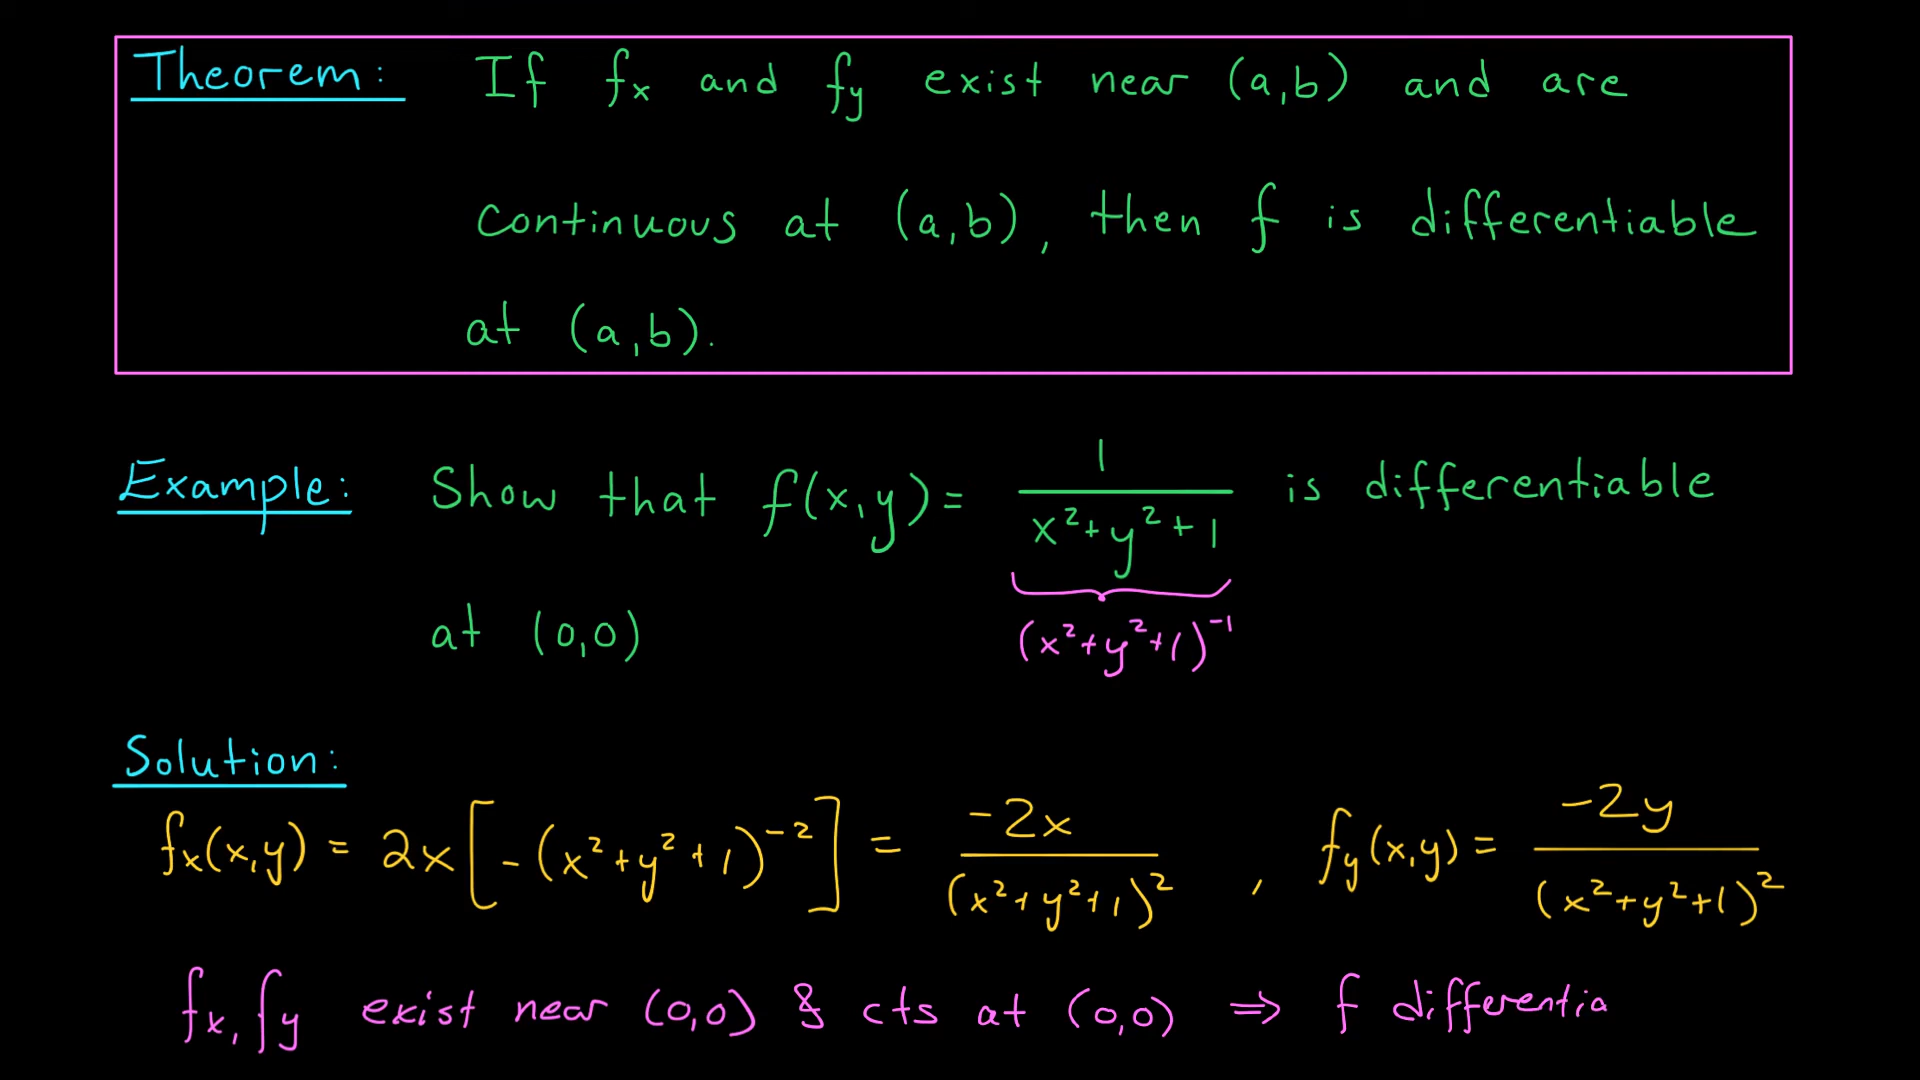 Theorem: If fₓ and f_y exist near (a,b) and are
continuous at (a,b), then f is differentiable
at (a,b).
Example: Show that f(x,y) = 1/(x²+y²+1) is differentiable
(x²+y²+1)⁻¹
at (0,0)
Solution:
fₓ(x,y) = 2x[-(x²+y²+1)⁻²] = -2x/(x²+y²+1)² , f_y(x,y) = -2y/(x²+y²+1)²
fₓ, f_y exist near (0,0) & cts at (0,0) ⇒ f differentia